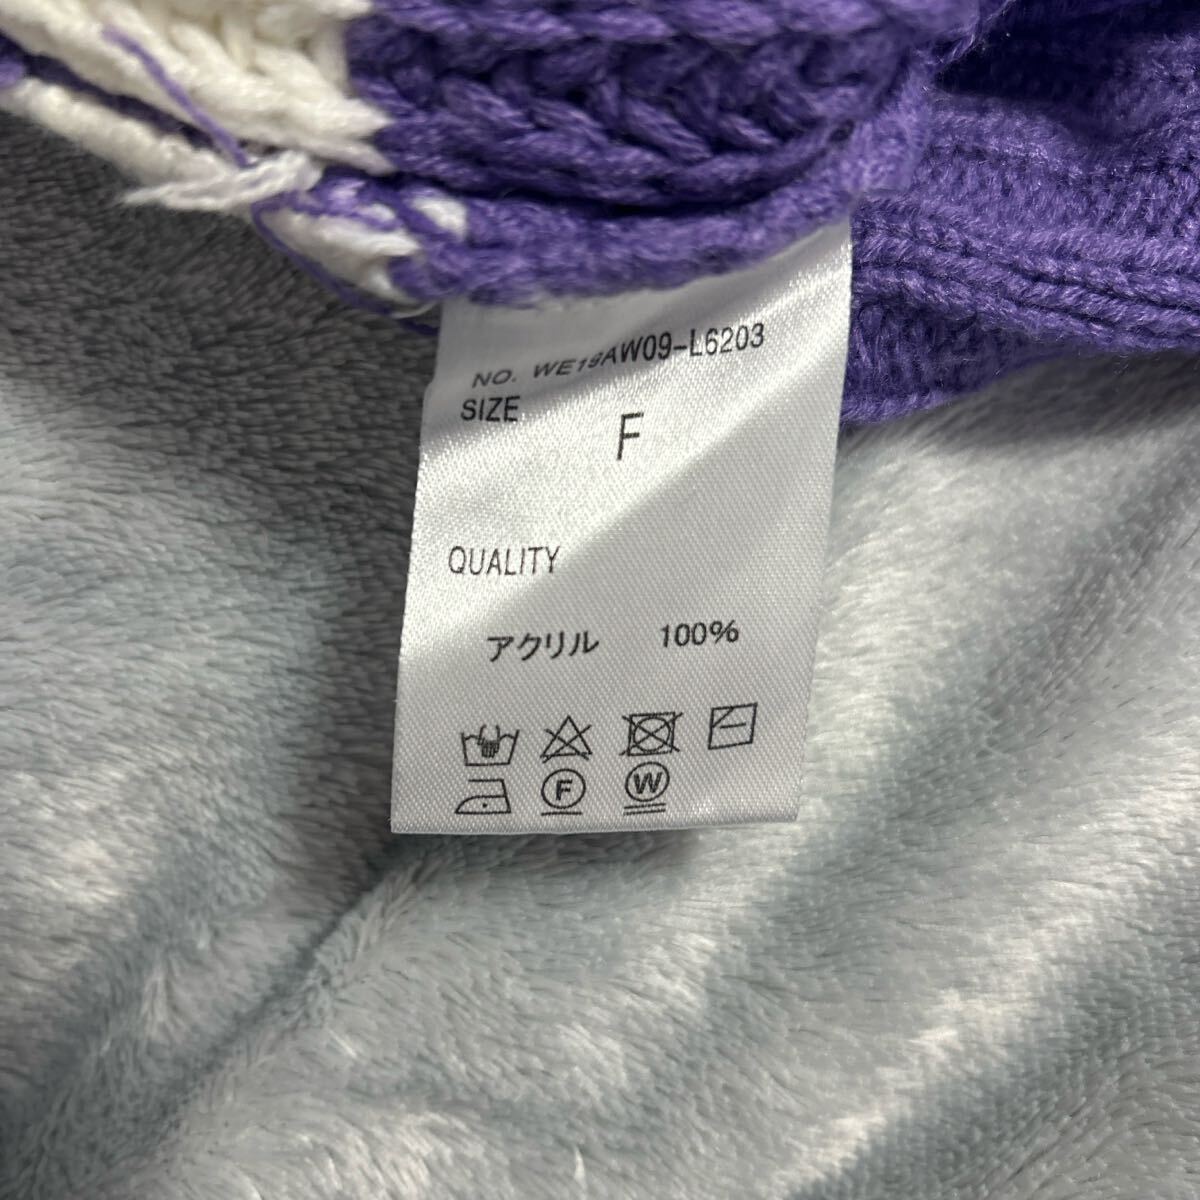 NO. WE19AW09-L6203
SIZE
F
QUALITY
アクリル 100%
F W